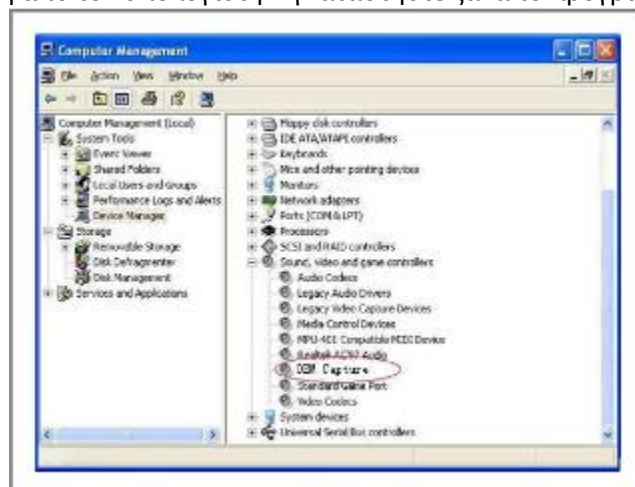 Computer Management
File Action View Window Help
Computer Management (Local)
System Tools
Event Viewer
Shared Folders
Local Users and Groups
Performance Logs and Alerts
Device Manager
Storage
Removable Storage
Disk Defragmenter
Disk Management
Services and Applications
Floppy disk controllers
IDE ATA/ATAPI controllers
Keyboards
Mice and other pointing devices
Monitors
Network adapters
Ports (COM & LPT)
Processors
SCSI and RAID controllers
Sound, video and game controllers
Audio Codecs
Legacy Audio Drivers
Legacy Video Capture Devices
Media Control Devices
MPU-401 Compatible MIDI Device
Realtek AC'97 Audio
OEM Capture
Standard Game Port
Video Codecs
System devices
Universal Serial Bus controllers